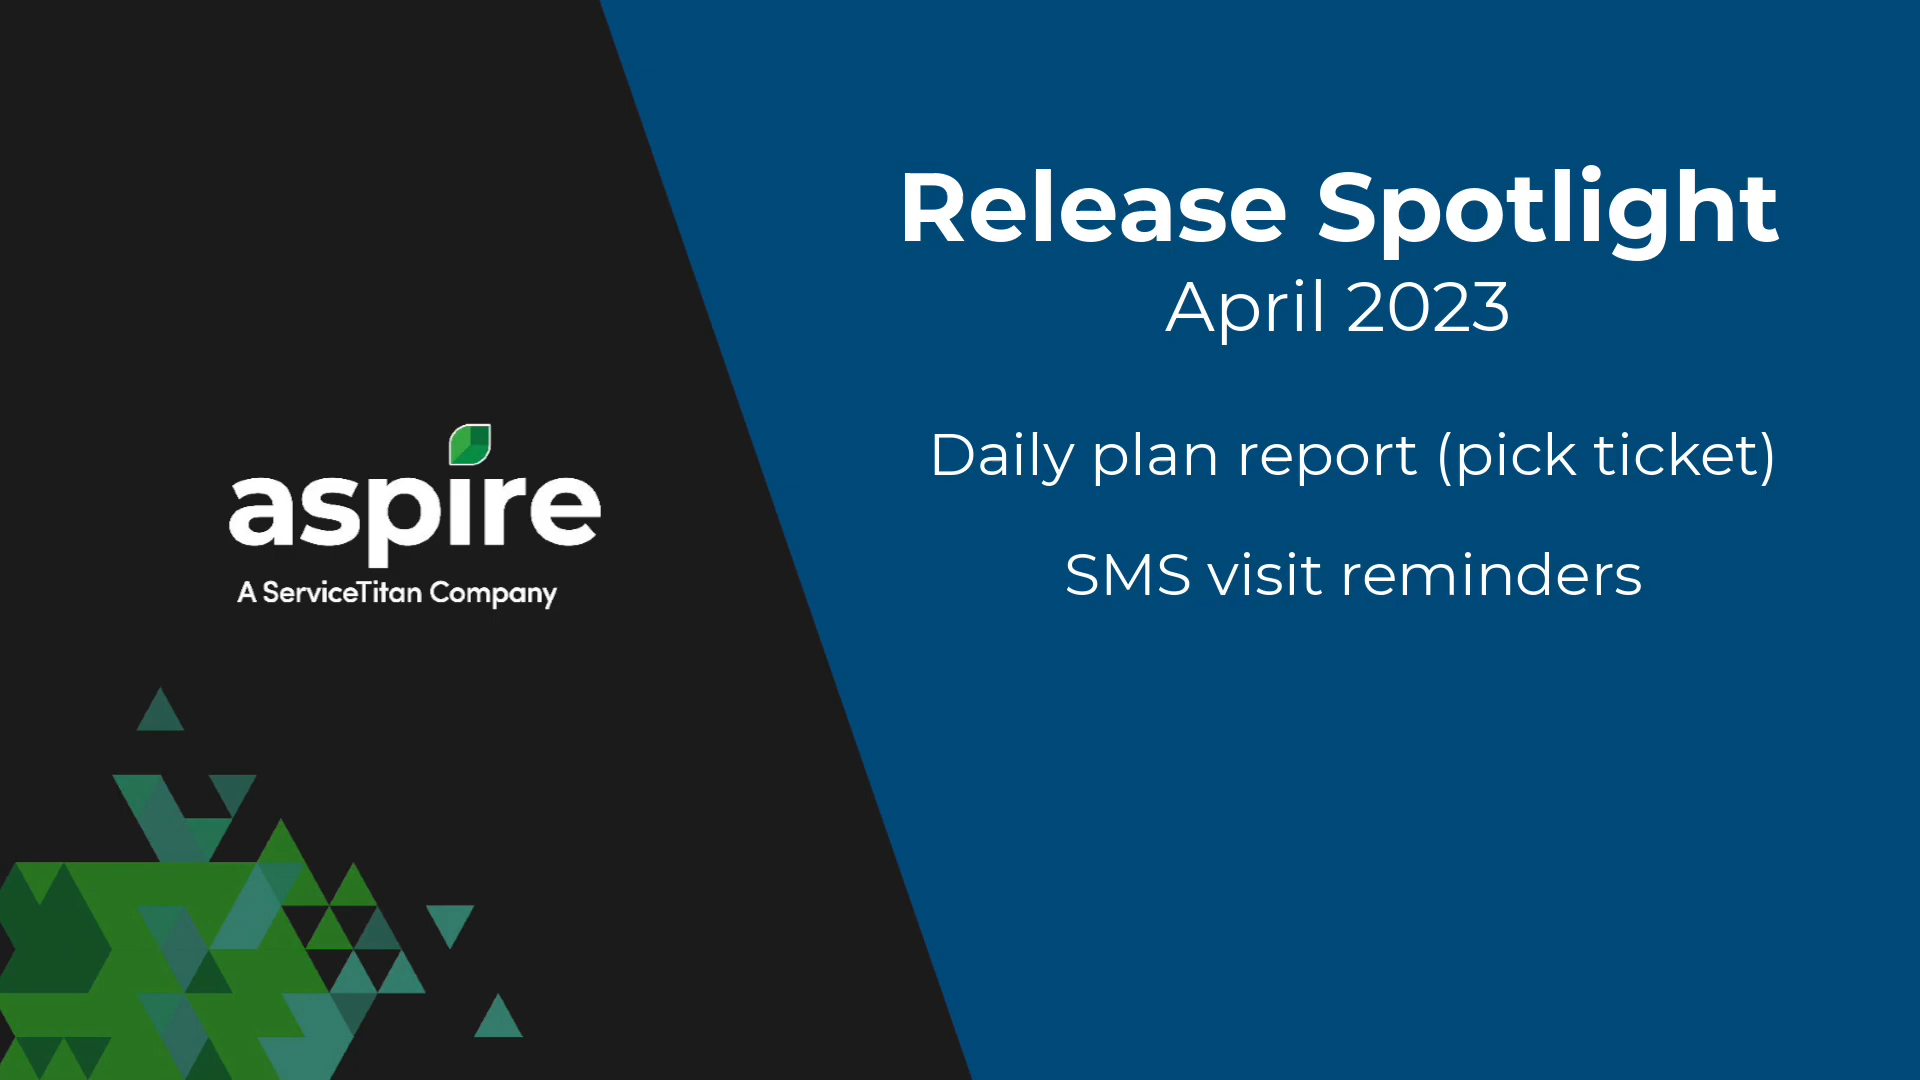 aspire
A ServiceTitan Company
Release Spotlight
April 2023
Daily plan report (pick ticket)
SMS visit reminders